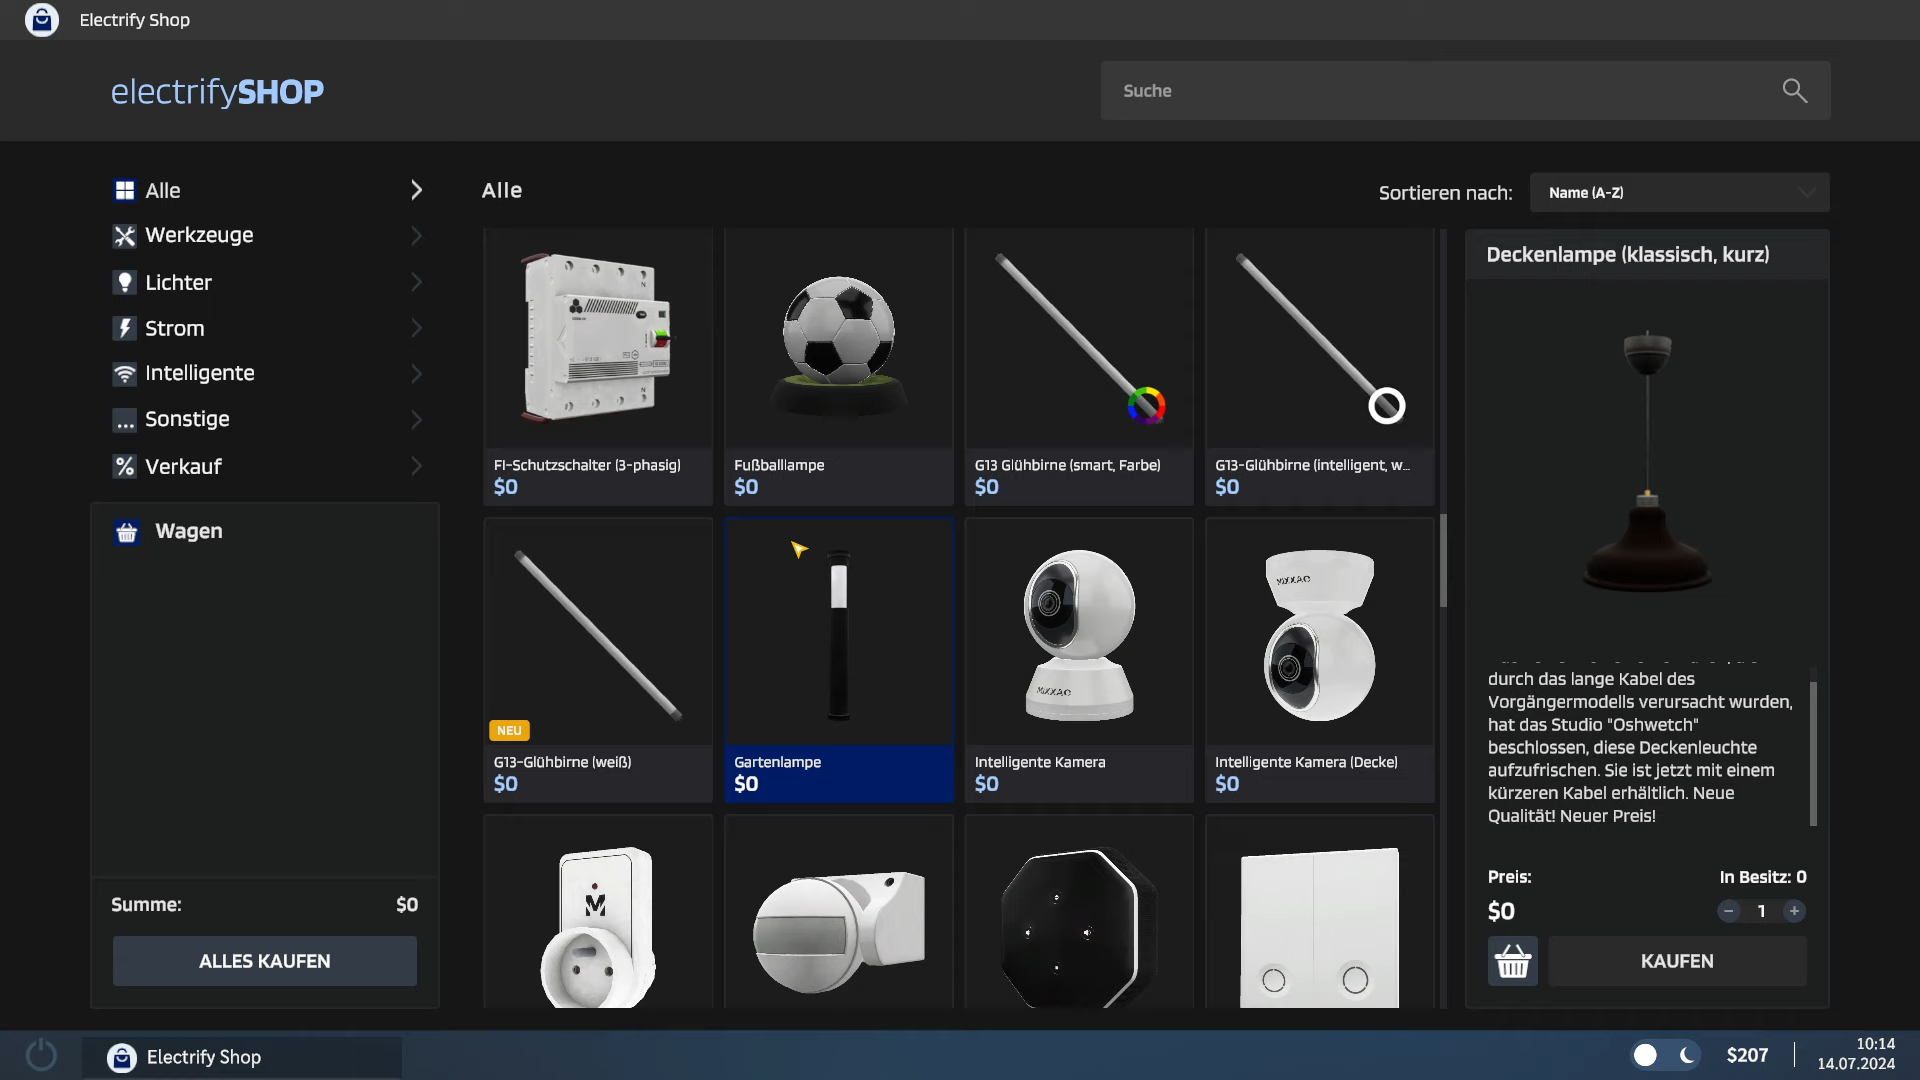 Electrify Shop
electrifySHOP
Suche
Alle
Werkzeuge
Lichter
Strom
Intelligente
Sonstige
Verkauf
Wagen
Summe:
$0
ALLES KAUFEN
Alle
Sortieren nach:
Name (A-Z)
FI-Schutzschalter (3-phasig)
$0
Fußballlampe
$0
G13 Glühbirne (smart, Farbe)
$0
G13-Glühbirne (intelligent, w...
$0
NEU
G13-Glühbirne (weiß)
$0
Gartenlampe
$0
MIXXAO
Intelligente Kamera
$0
MIXXAO
Intelligente Kamera (Decke)
$0
Deckenlampe (klassisch, kurz)
durch das lange Kabel des
Vorgängermodells verursacht wurden,
hat das Studio "Oshwetch"
beschlossen, diese Deckenleuchte
aufzufrischen. Sie ist jetzt mit einem
kürzeren Kabel erhältlich. Neue
Qualität! Neuer Preis!
Preis:
In Besitz: 0
$0
1
KAUFEN
Electrify Shop
$207
10:14
14.07.2024